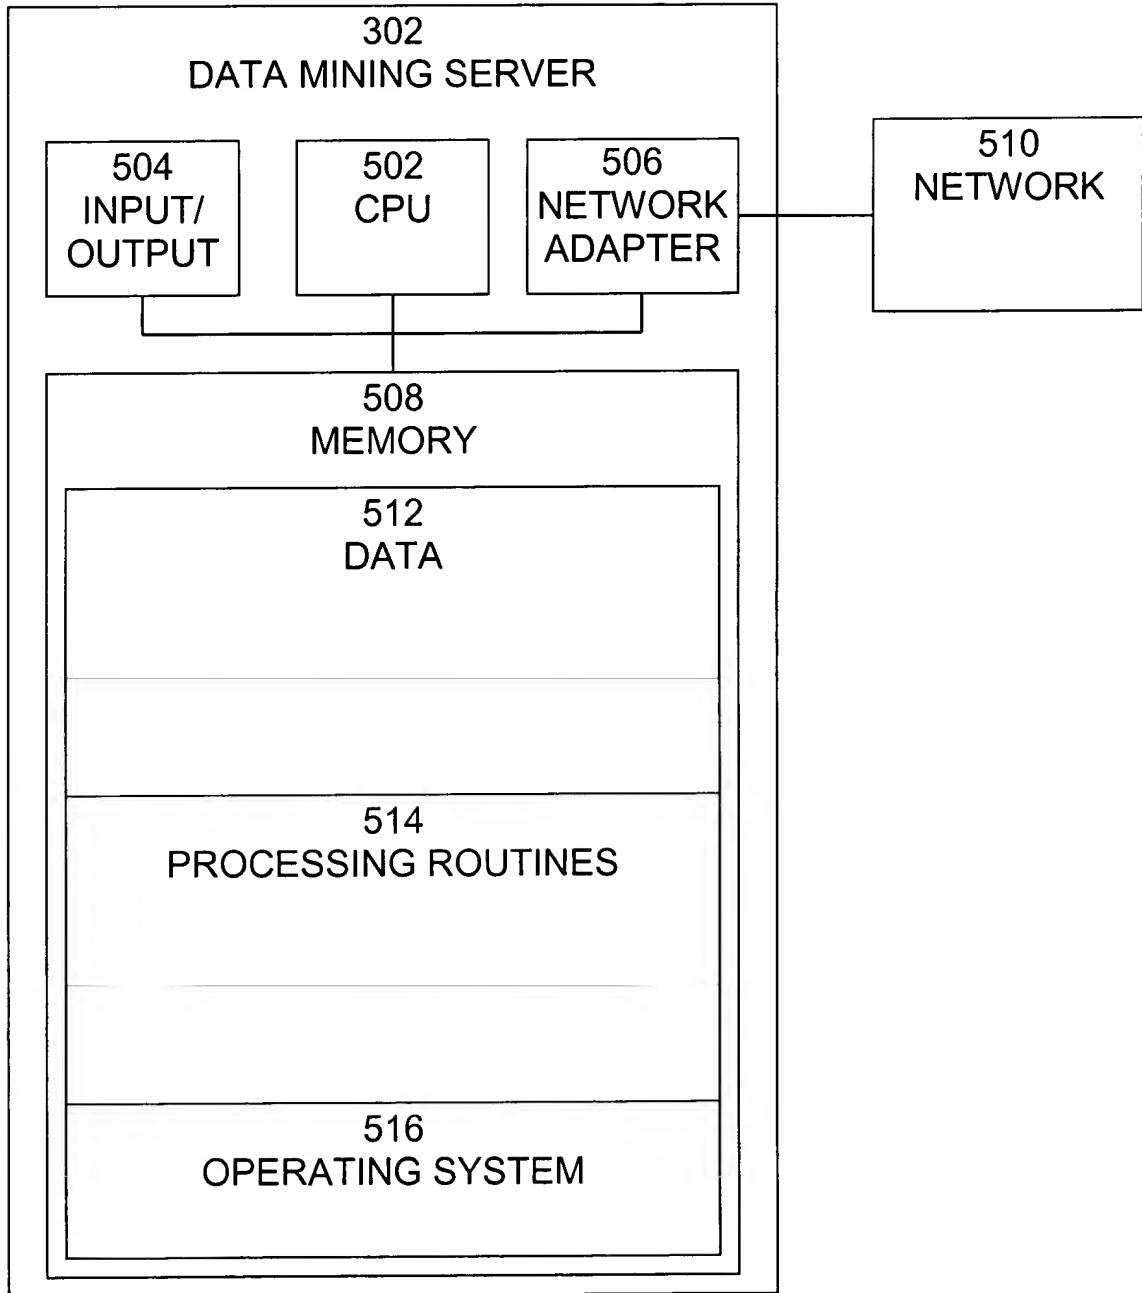 302
DATA MINING SERVER
504
INPUT/
OUTPUT
502
CPU
506
NETWORK
ADAPTER
510
NETWORK
508
MEMORY
512
DATA
514
PROCESSING ROUTINES
516
OPERATING SYSTEM